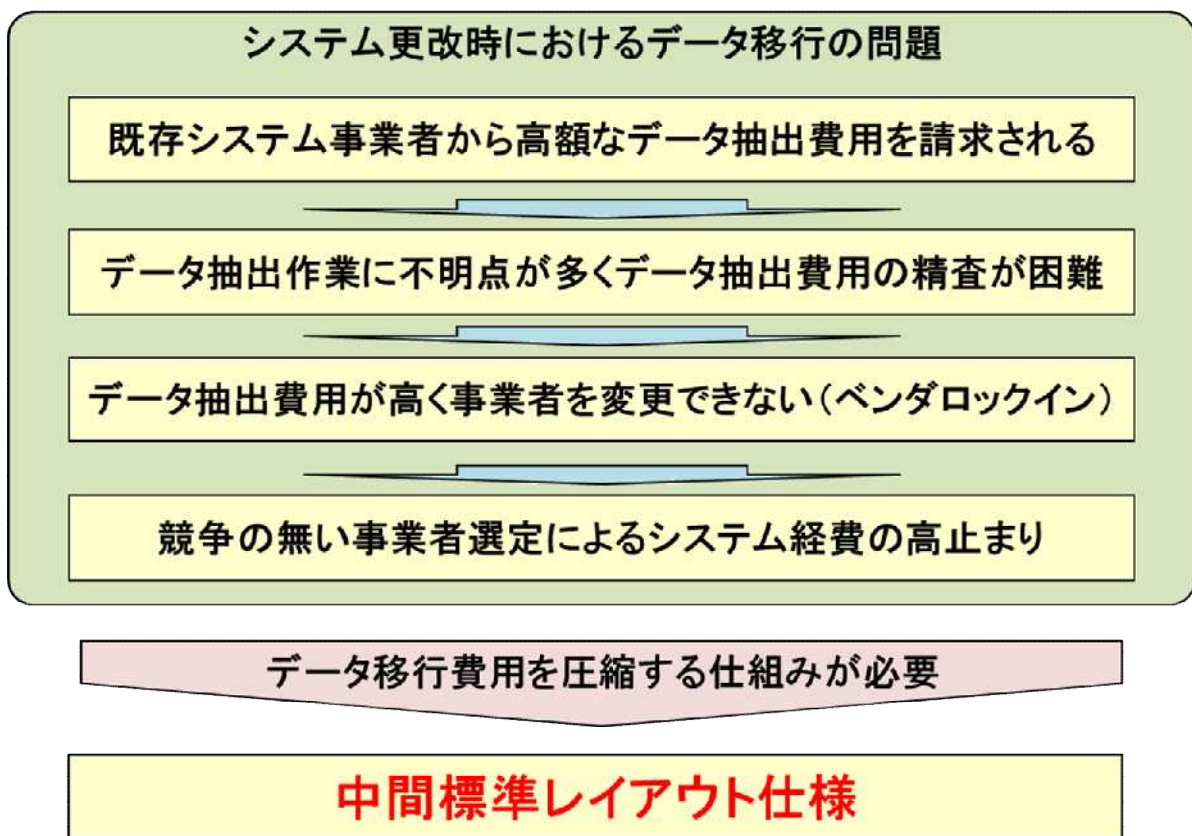 システム更改時におけるデータ移行の問題
既存システム事業者から高額なデータ抽出費用を請求される
データ抽出作業に不明点が多くデータ抽出費用の精査が困難
データ抽出費用が高く事業者を変更できない(ベンダロックイン)
競争の無い事業者選定によるシステム経費の高止まり
データ移行費用を圧縮する仕組みが必要
中間標準レイアウト仕様